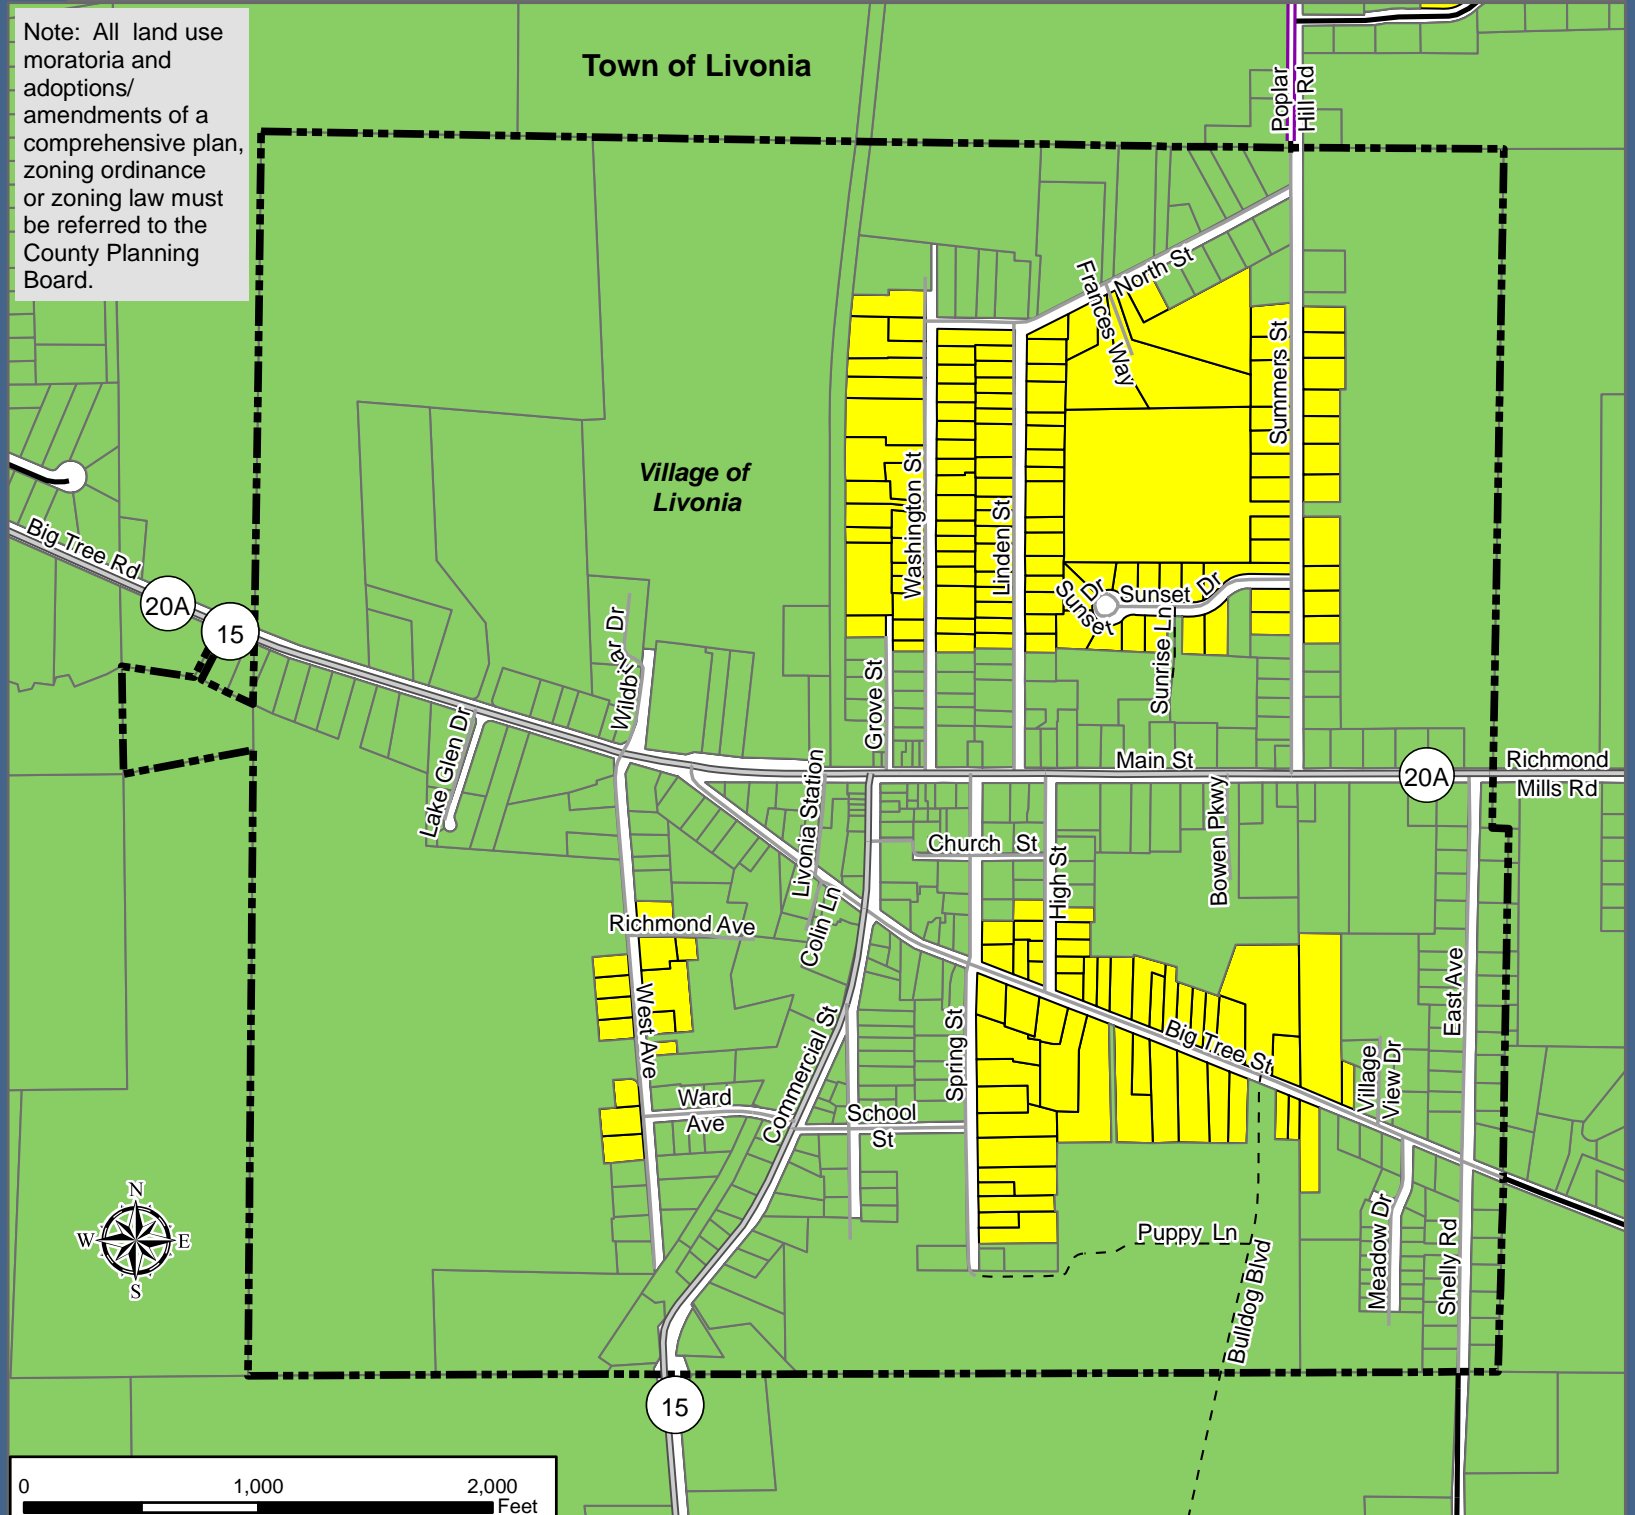 Note: All land use
moratoria and
adoptions/
amendments of a
comprehensive plan,
zoning ordinance
or zoning law must
be referred to the
County Planning
Board.
Town of Livonia
Poplar
Hill Rd
North St
Frances Way
Summers St
Village of
Livonia
Washington St
Linden St
Big Tree Rd
20A
15
Sunset Dr
Sunset Dr
Sunrise Ln
Wildbriar Dr
Grove St
Lake Glen Dr
Livonia Station
Main St
20A
Richmond
Mills Rd
Bowen Pkwy
Church St
High St
Colin Ln
Richmond Ave
West Ave
East Ave
Commercial St
Spring St
Big Tree St
Village
View Dr
Ward
Ave
School
St
N
W
E
S
Puppy Ln
Bulldog Blvd
Meadow Dr
Shelly Rd
15
0
1,000
2,000
Feet